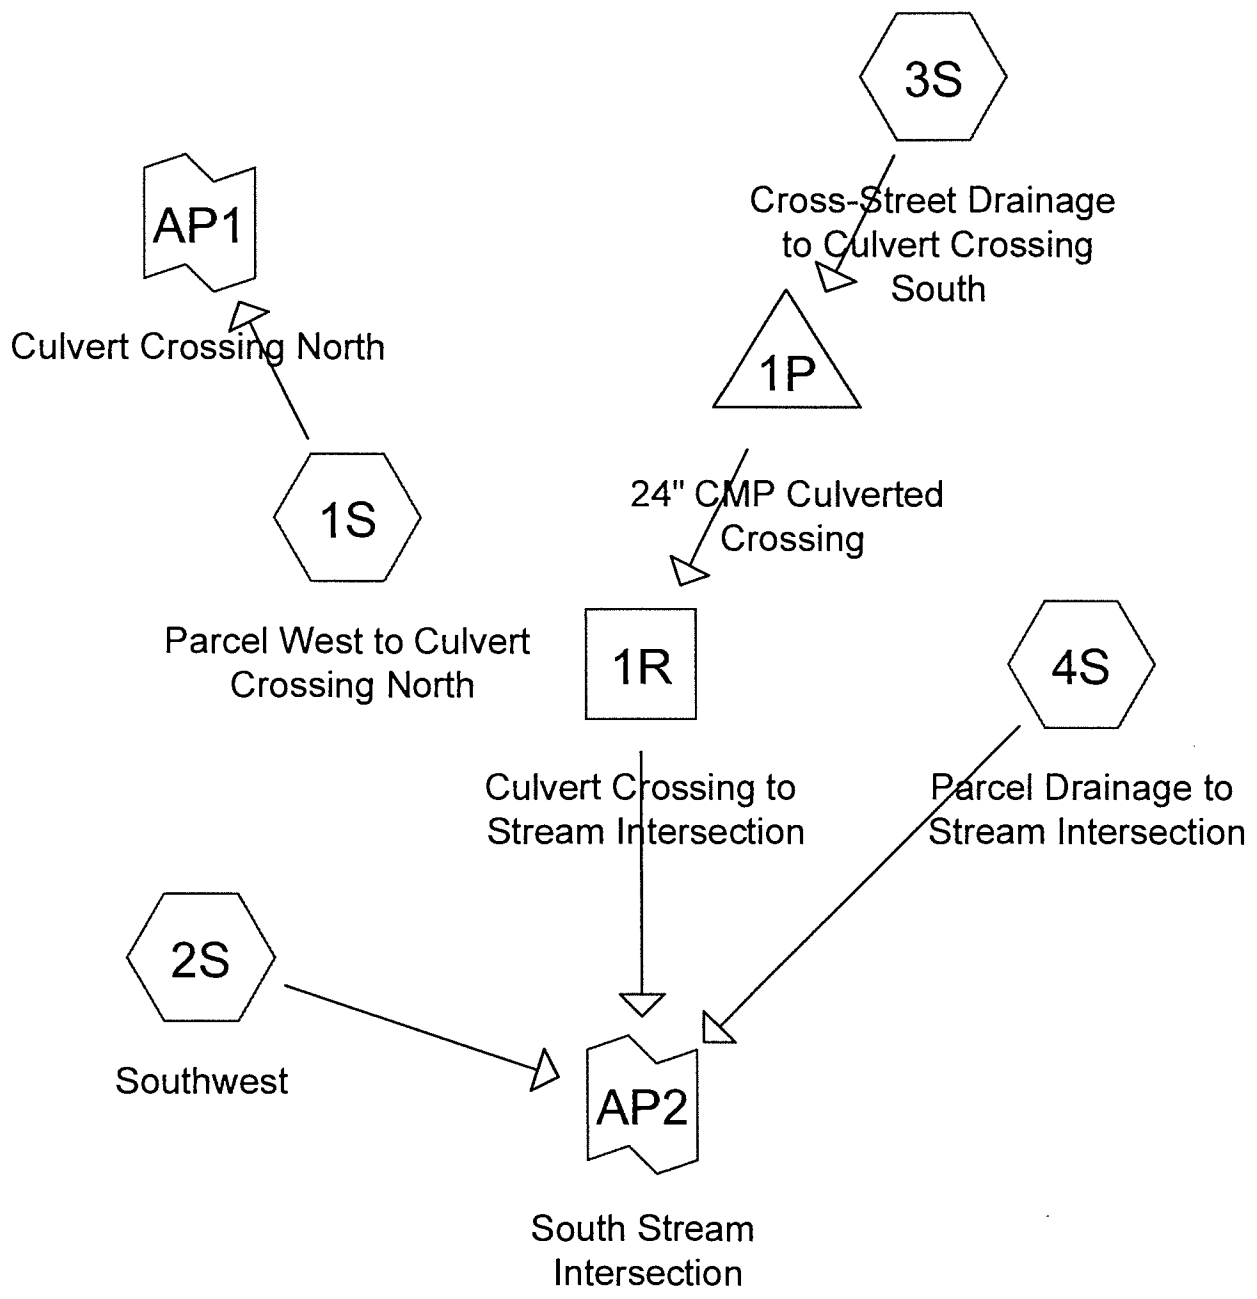 3S
Cross-Street Drainage
to Culvert Crossing
South
AP1
Culvert Crossing North
1P
24" CMP Culverted
Crossing
1S
Parcel West to Culvert
Crossing North
1R
Culvert Crossing to
Stream Intersection
4S
Parcel Drainage to
Stream Intersection
2S
Southwest
AP2
South Stream
Intersection